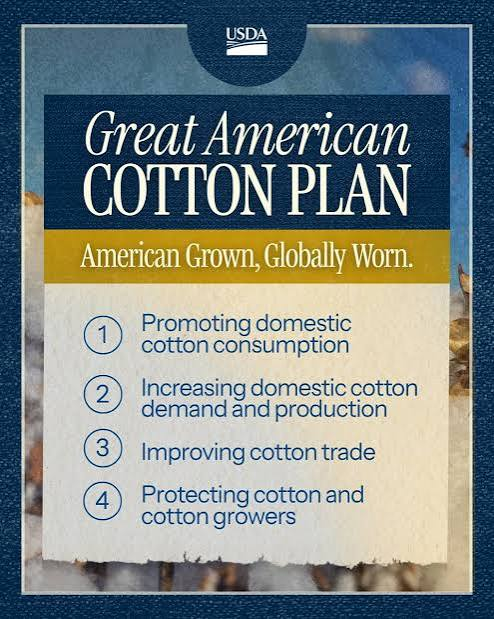 USDA
Great American
COTTON PLAN
American Grown, Globally Worn.
1 Promoting domestic
cotton consumption
2 Increasing domestic cotton
demand and production
3 Improving cotton trade
4 Protecting cotton and
cotton growers